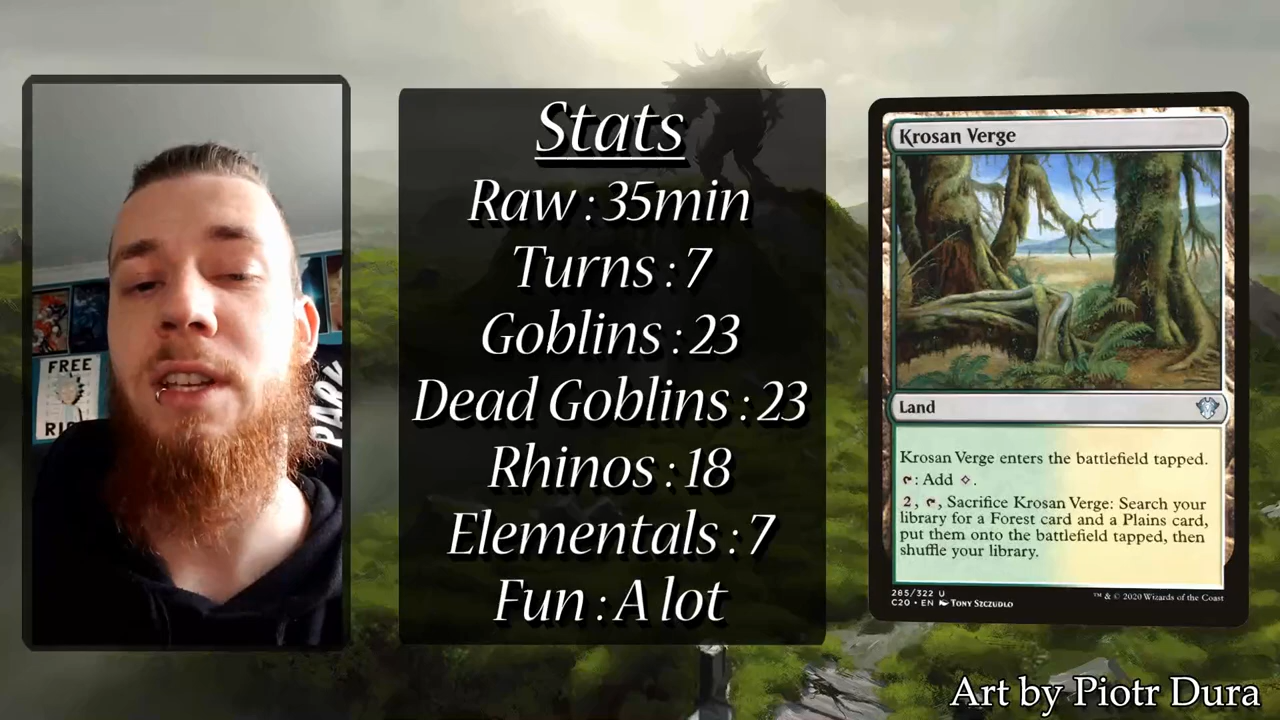 FREE
RIS
PARK
Stats
Raw : 35min
Turns : 7
Goblins : 23
Dead Goblins : 23
Rhinos : 18
Elementals : 7
Fun : A lot
Krosan Verge
Land
Krosan Verge enters the battlefield tapped.
: Add .
2, , Sacrifice Krosan Verge: Search your
library for a Forest card and a Plains card,
put them onto the battlefield tapped, then
shuffle your library.
285/322 U
C20 • EN Tony Szczudlo
™ & © 2020 Wizards of the Coast
Art by Piotr Dura